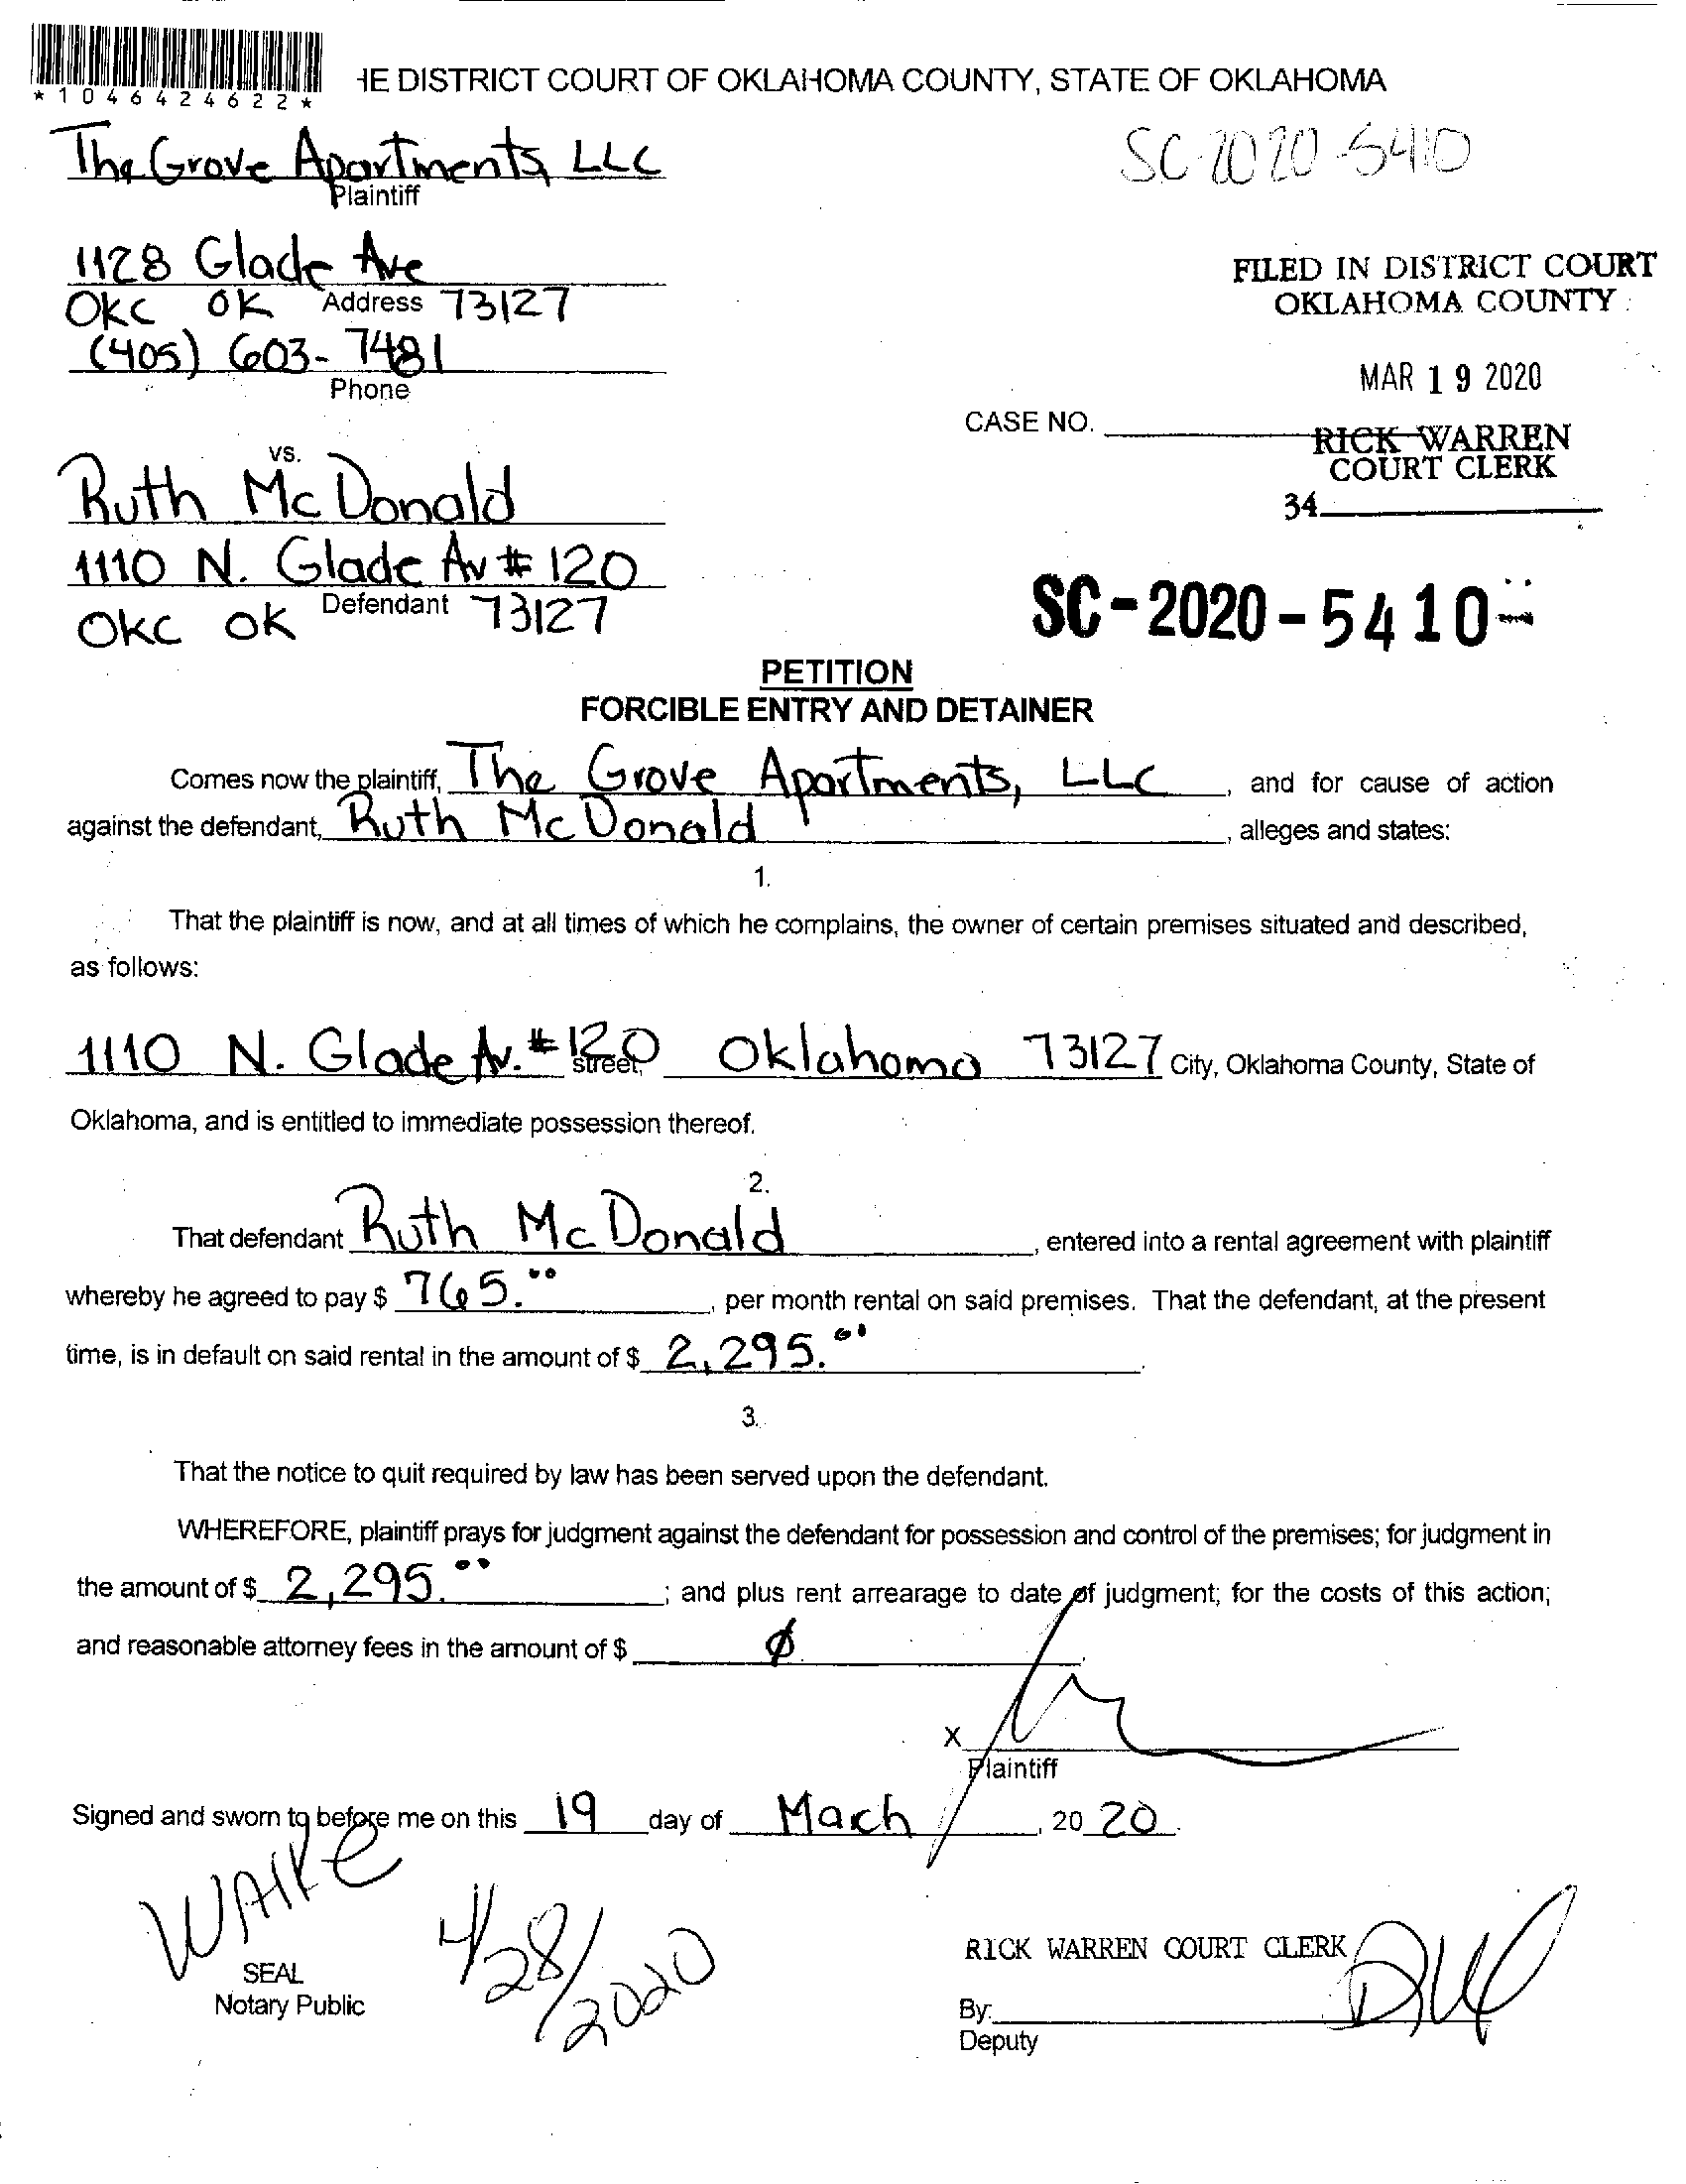 *1046424622*
HE DISTRICT COURT OF OKLAHOMA COUNTY, STATE OF OKLAHOMA
The Grove Apartments, LLC
Plaintiff
SC-2020-5410
1128 Glade Ave
Address
OKC OK 73127
(405) 603-7481
Phone
FILED IN DISTRICT COURT
OKLAHOMA COUNTY
MAR 19 2020
CASE NO.
RICK WARREN
COURT CLERK
34
vs.
Ruth McDonald
1110 N. Glade Av # 120
Defendant
OKC OK 73127
SC-2020-5410
PETITION
FORCIBLE ENTRY AND DETAINER
Comes now the plaintiff, The Grove Apartments, LLC, and for cause of action
against the defendant, Ruth McDonald, alleges and states:
1.
That the plaintiff is now, and at all times of which he complains, the owner of certain premises situated and described,
as follows:
1110 N. Glade Av. #120 street, Oklahoma 73127 City, Oklahoma County, State of
Oklahoma, and is entitled to immediate possession thereof.
2.
That defendant Ruth McDonald, entered into a rental agreement with plaintiff
whereby he agreed to pay $ 765.00, per month rental on said premises. That the defendant, at the present
time, is in default on said rental in the amount of $ 2,295.00.
3.
That the notice to quit required by law has been served upon the defendant.
WHEREFORE, plaintiff prays for judgment against the defendant for possession and control of the premises; for judgment in
the amount of $ 2,295.00; and plus rent arrearage to date of judgment; for the costs of this action;
and reasonable attorney fees in the amount of $ Ø.
X
Plaintiff
Signed and sworn to before me on this 19 day of Mach, 2020.
4/28/2020
SEAL
Notary Public
RICK WARREN COURT CLERK
By:
Deputy